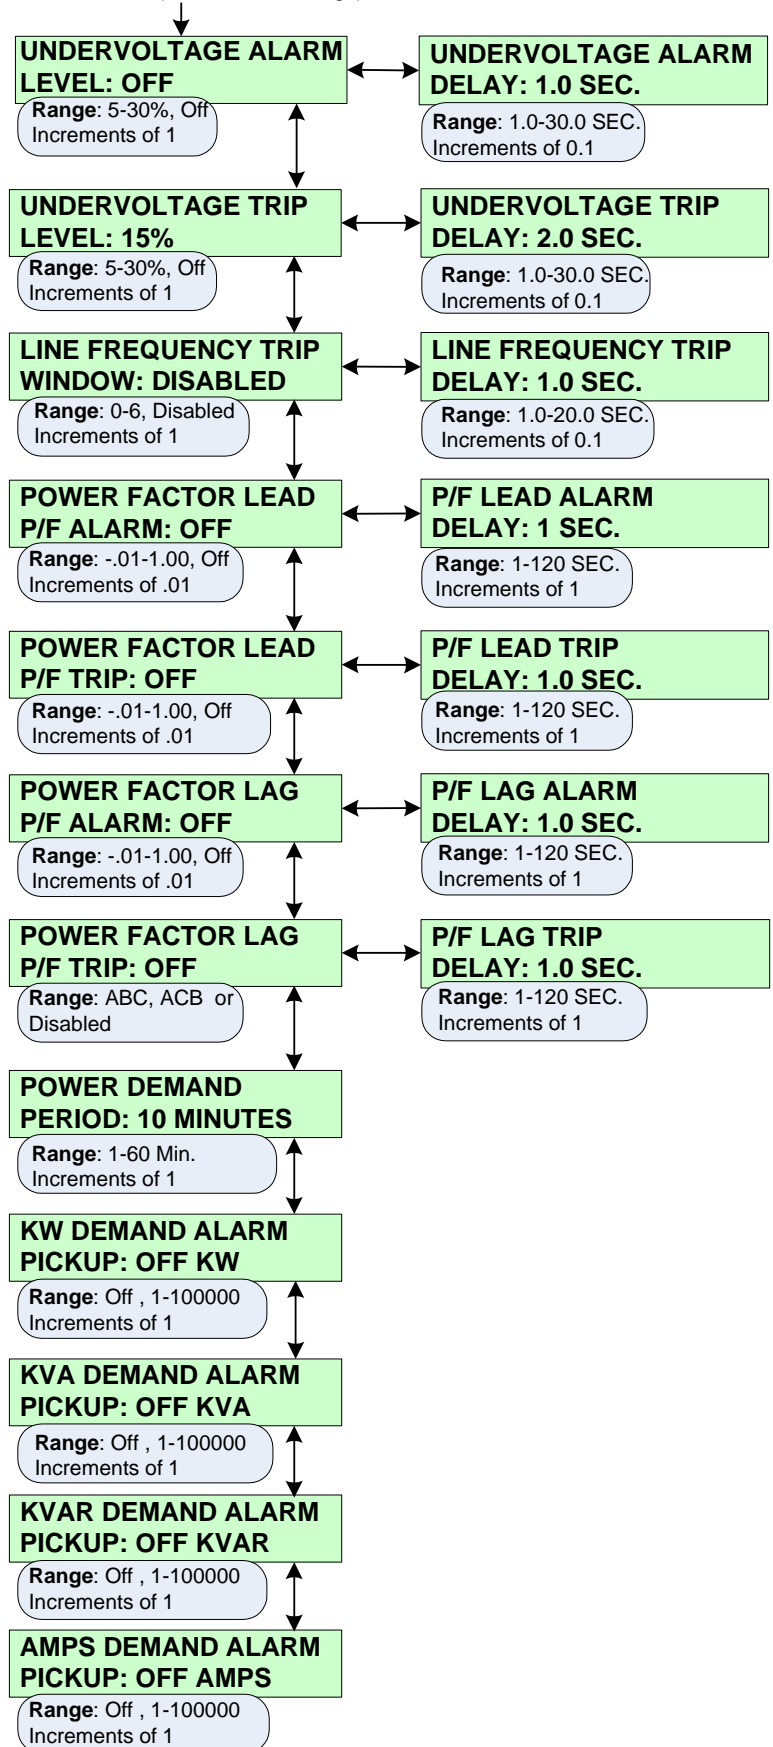 UNDERVOLTAGE ALARM
LEVEL: OFF
Range: 5-30%, Off
Increments of 1
UNDERVOLTAGE ALARM
DELAY: 1.0 SEC.
Range: 1.0-30.0 SEC.
Increments of 0.1
UNDERVOLTAGE TRIP
LEVEL: 15%
Range: 5-30%, Off
Increments of 1
UNDERVOLTAGE TRIP
DELAY: 2.0 SEC.
Range: 1.0-30.0 SEC.
Increments of 0.1
LINE FREQUENCY TRIP
WINDOW: DISABLED
Range: 0-6, Disabled
Increments of 1
LINE FREQUENCY TRIP
DELAY: 1.0 SEC.
Range: 1.0-20.0 SEC.
Increments of 0.1
POWER FACTOR LEAD
P/F ALARM: OFF
Range: -.01-1.00, Off
Increments of .01
P/F LEAD ALARM
DELAY: 1 SEC.
Range: 1-120 SEC.
Increments of 1
POWER FACTOR LEAD
P/F TRIP: OFF
Range: -.01-1.00, Off
Increments of .01
P/F LEAD TRIP
DELAY: 1.0 SEC.
Range: 1-120 SEC.
Increments of 1
POWER FACTOR LAG
P/F ALARM: OFF
Range: -.01-1.00, Off
Increments of .01
P/F LAG ALARM
DELAY: 1.0 SEC.
Range: 1-120 SEC.
Increments of 1
POWER FACTOR LAG
P/F TRIP: OFF
Range: ABC, ACB or
Disabled
P/F LAG TRIP
DELAY: 1.0 SEC.
Range: 1-120 SEC.
Increments of 1
POWER DEMAND
PERIOD: 10 MINUTES
Range: 1-60 Min.
Increments of 1
KW DEMAND ALARM
PICKUP: OFF KW
Range: Off , 1-100000
Increments of 1
KVA DEMAND ALARM
PICKUP: OFF KVA
Range: Off , 1-100000
Increments of 1
KVAR DEMAND ALARM
PICKUP: OFF KVAR
Range: Off , 1-100000
Increments of 1
AMPS DEMAND ALARM
PICKUP: OFF AMPS
Range: Off , 1-100000
Increments of 1